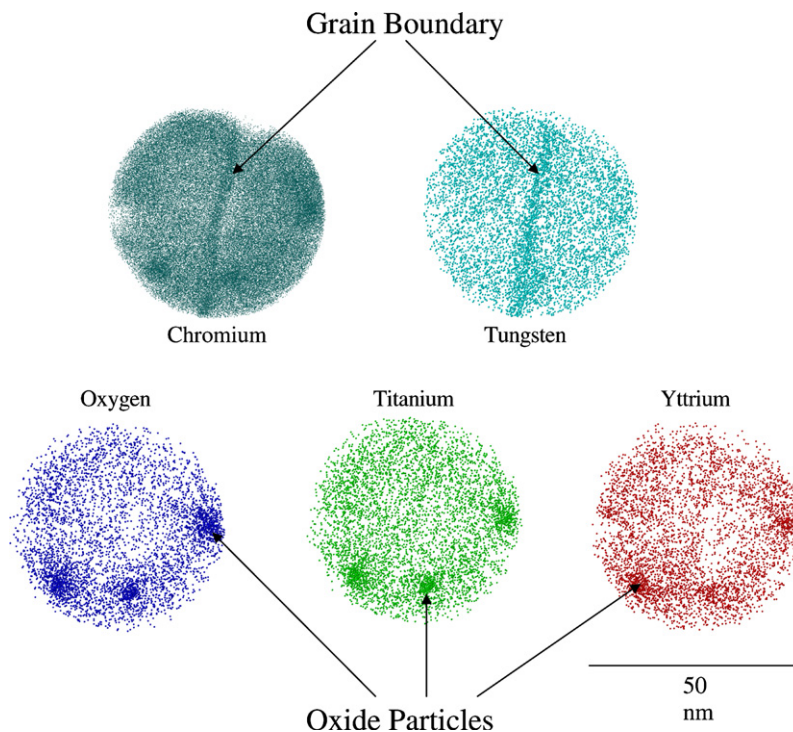 Grain Boundary
Chromium
Tungsten
Oxygen
Titanium
Yttrium
50
nm
Oxide Particles